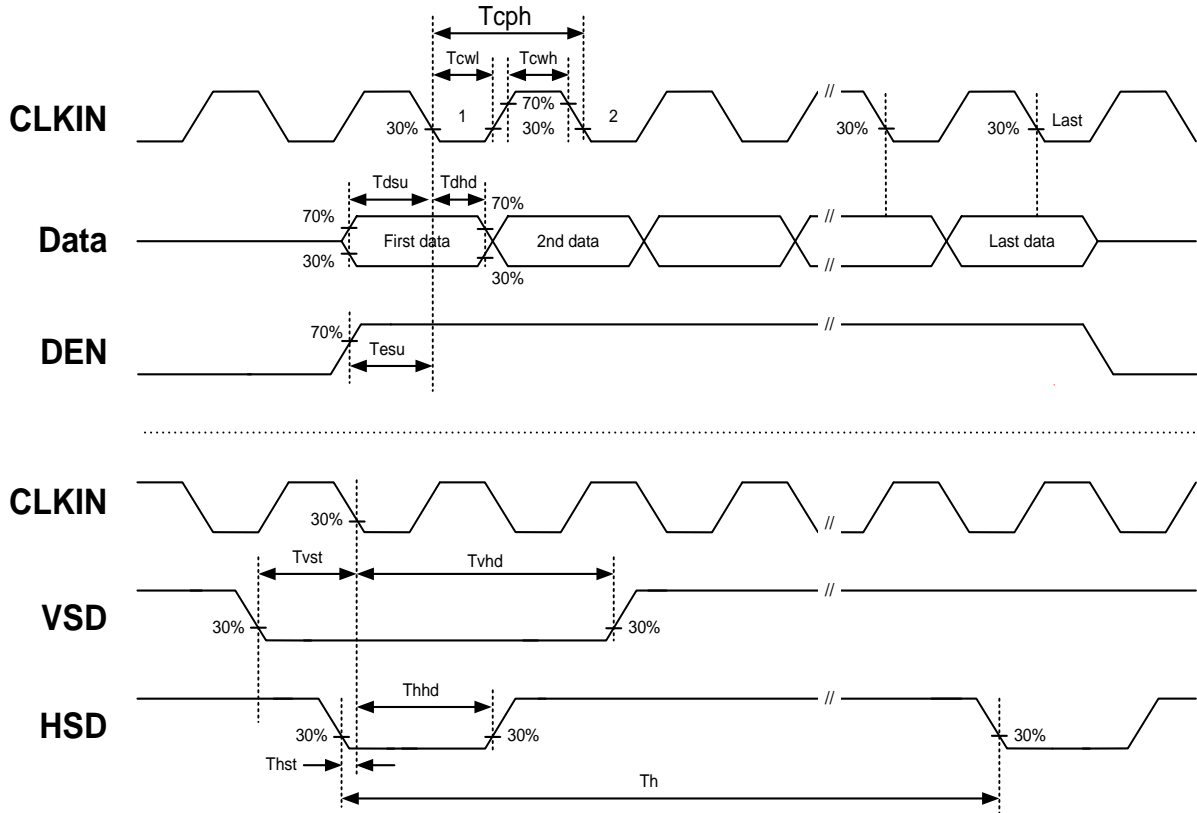 Tcph
Tcwl Tcwh
CLKIN 30% 1 70% 30% 2 // 30% 30% Last
Tdsu Tdhd
Data 70% 30% First data 70% 30% 2nd data // // Last data
DEN 70% Tesu //
CLKIN 30% //
Tvst Tvhd
VSD 30% 30% //
Thhd
HSD 30% 30% // 30%
Thst
Th